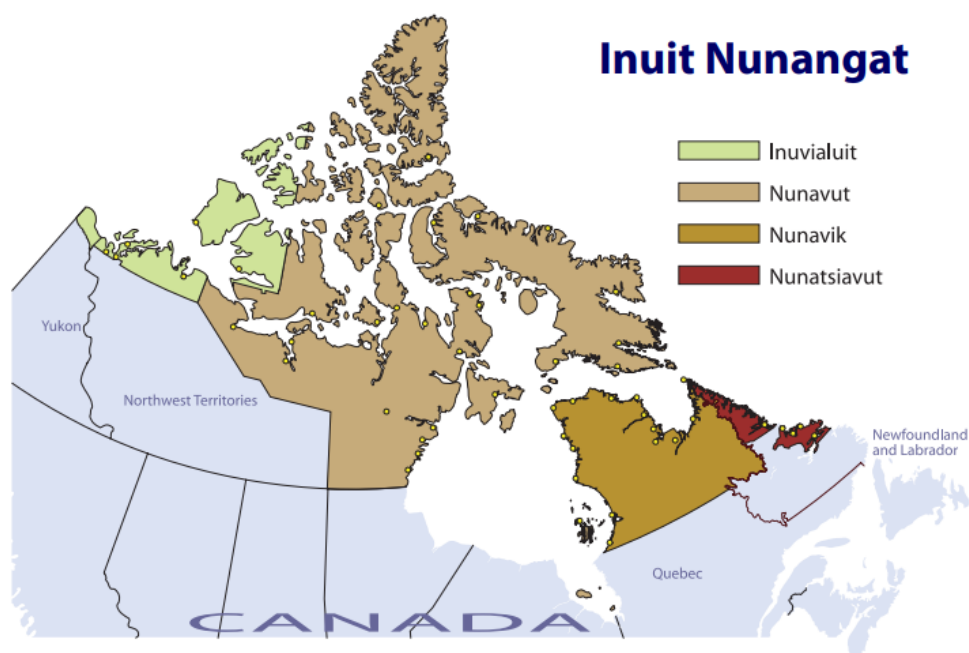 Inuit Nunangat
Inuvialuit
Nunavut
Nunavik
Nunatsiavut
Yukon
Northwest Territories
Newfoundland
and Labrador
Quebec
CANADA